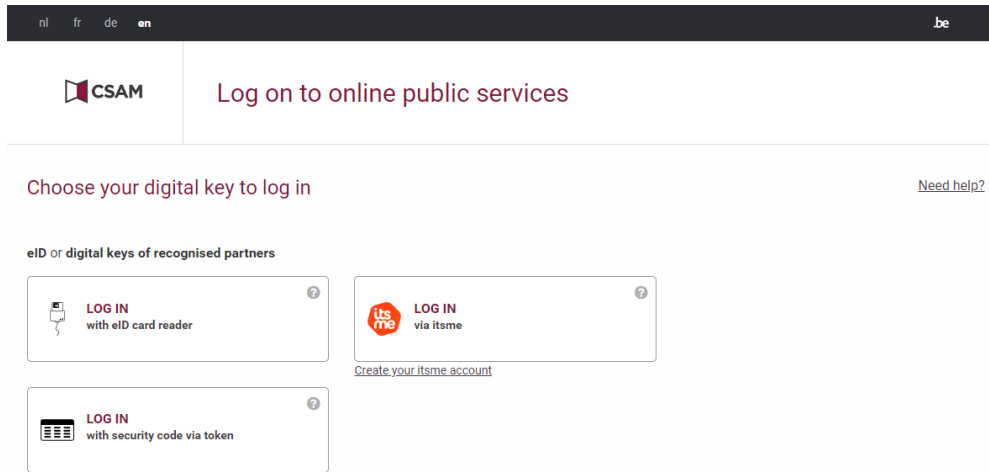 nl fr de en .be
CSAM
Log on to online public services
Choose your digital key to log in
Need help?
eID or digital keys of recognised partners
?
LOG IN
with eID card reader
?
its
me
LOG IN
via itsme
Create your itsme account
?
LOG IN
with security code via token